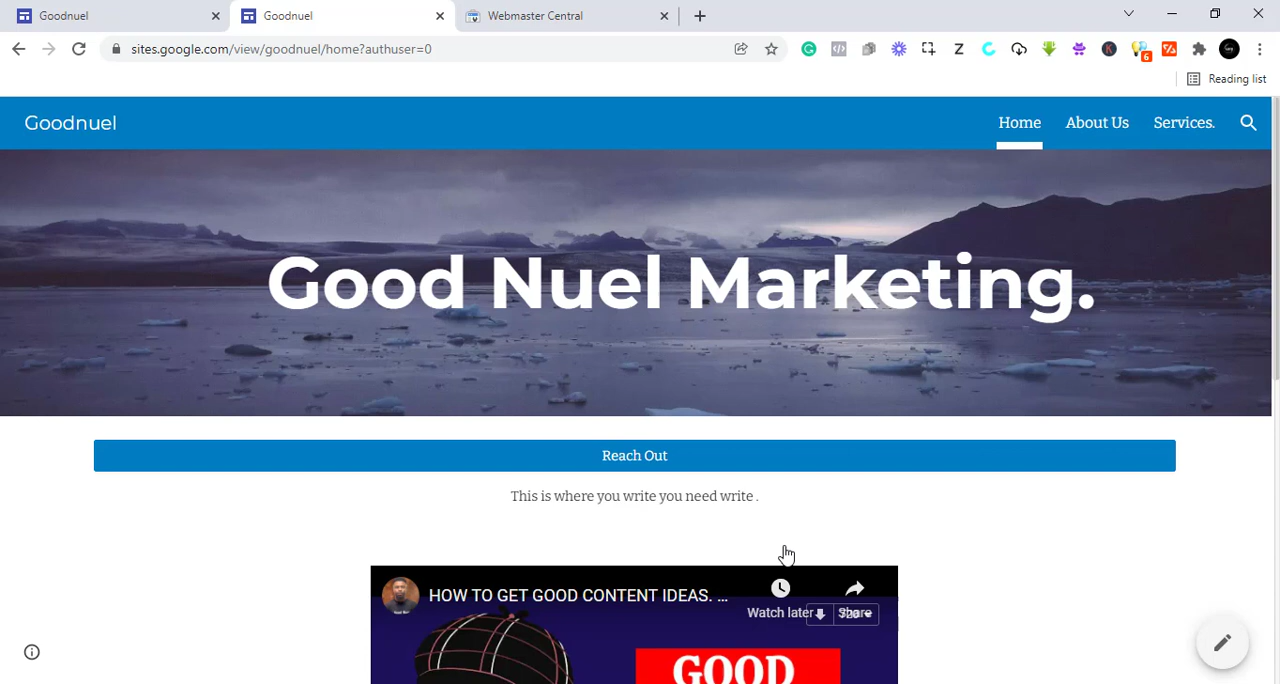 Goodnuel
Goodnuel
Webmaster Central
sites.google.com/view/goodnuel/home?authuser=0
Z
K
6
Reading list
Goodnuel
Home
About Us
Services.
Good Nuel Marketing.
Reach Out
This is where you write you need write .
HOW TO GET GOOD CONTENT IDEAS. ...
Watch later
Share
GOOD